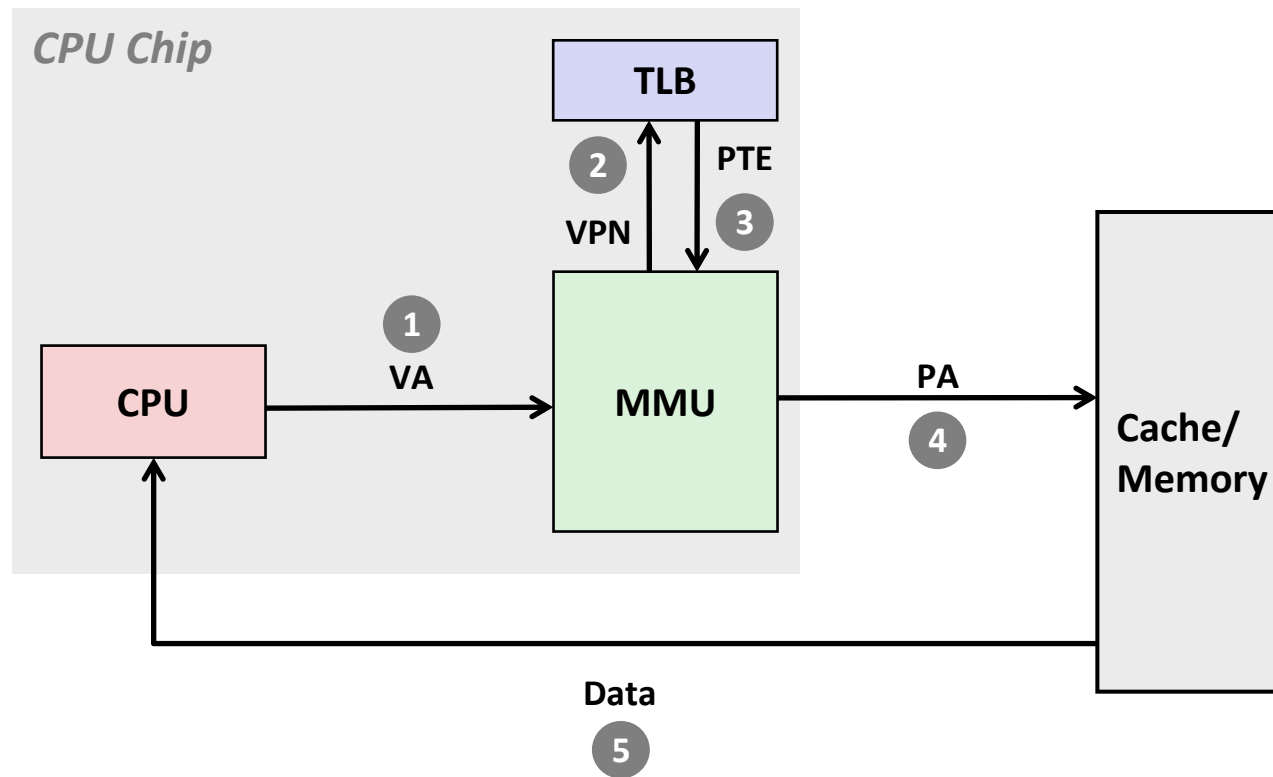 CPU Chip
TLB
2
PTE
VPN
3
1
VA
CPU
MMU
PA
4
Cache/
Memory
Data
5